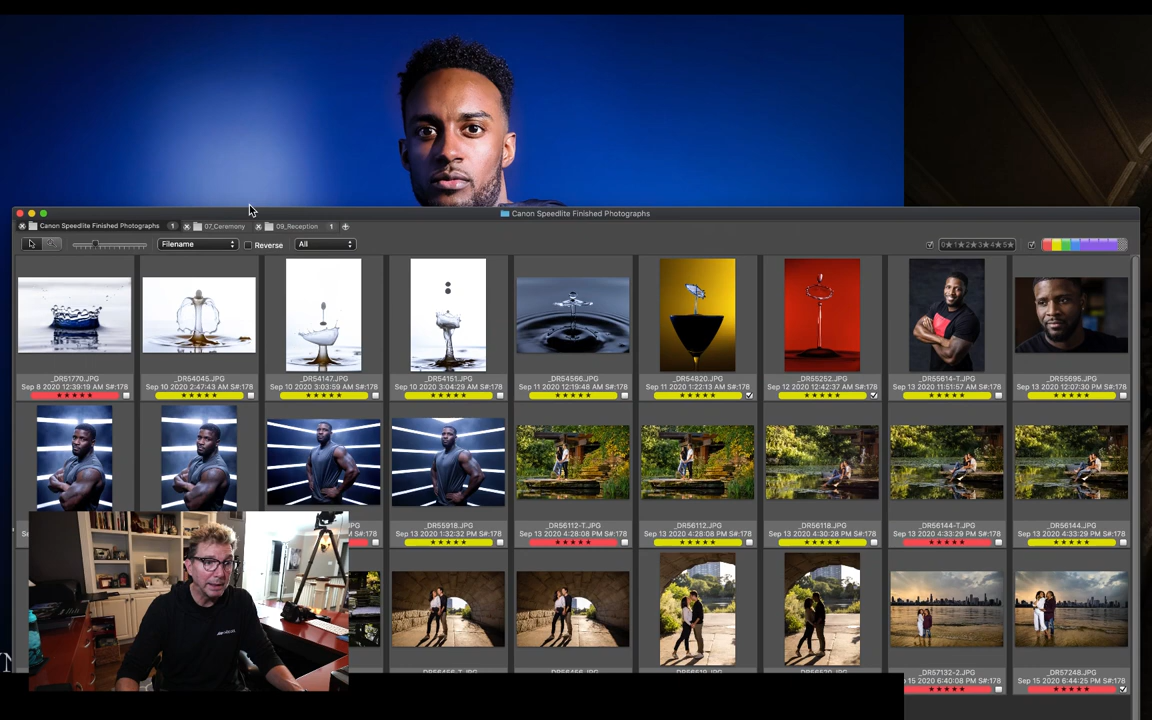 Canon Speedlite Finished Photographs
Canon Speedlite Finished Photographs 1 07_Ceremony 09_Reception 1
Filename Reverse All 0★1★2★3★4★5★
_DR51770.JPG _DR54045.JPG _DR54147.JPG _DR54151.JPG _DR54566.JPG _DR54820.JPG _DR55252.JPG _DR55614-T.JPG _DR55695.JPG
Sep 8 2020 12:39:19 AM S#:178 Sep 10 2020 2:47:43 AM S#:178 Sep 10 2020 3:03:59 AM S#:178 Sep 10 2020 3:04:29 AM S#:178 Sep 11 2020 12:19:48 AM S#:178 Sep 11 2020 1:22:13 AM S#:178 Sep 12 2020 12:42:37 AM S#:178 Sep 13 2020 11:51:57 AM S#:178 Sep 13 2020 12:07:30 PM S#:178
_DR55918.JPG _DR56112-T.JPG _DR56112.JPG _DR56118.JPG _DR56144-T.JPG _DR56144.JPG
Sep 13 2020 1:32:32 PM S#:178 Sep 13 2020 4:28:08 PM S#:178 Sep 13 2020 4:28:08 PM S#:178 Sep 13 2020 4:30:28 PM S#:178 Sep 13 2020 4:33:29 PM S#:178 Sep 13 2020 4:33:29 PM S#:178
_DR57132-2.JPG _DR57248.JPG
15 2020 6:40:08 PM S#:178 Sep 15 2020 6:44:25 PM S#:178